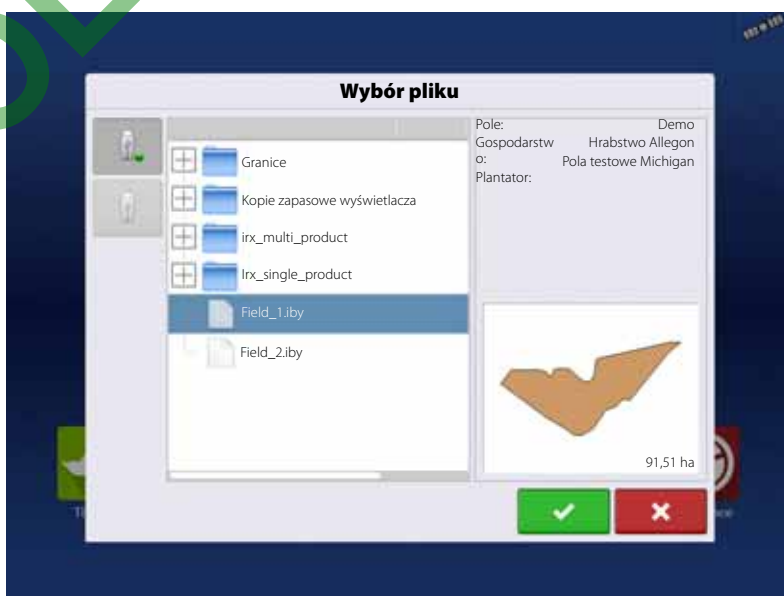 Wybór pliku
Granice
Kopie zapasowe wyświetlacza
irx_multi_product
Irx_single_product
Field_1.iby
Field_2.iby
Pole: Demo
Gospodarstw Hrabstwo Allegon
o: Pola testowe Michigan
Plantator:
91,51 ha